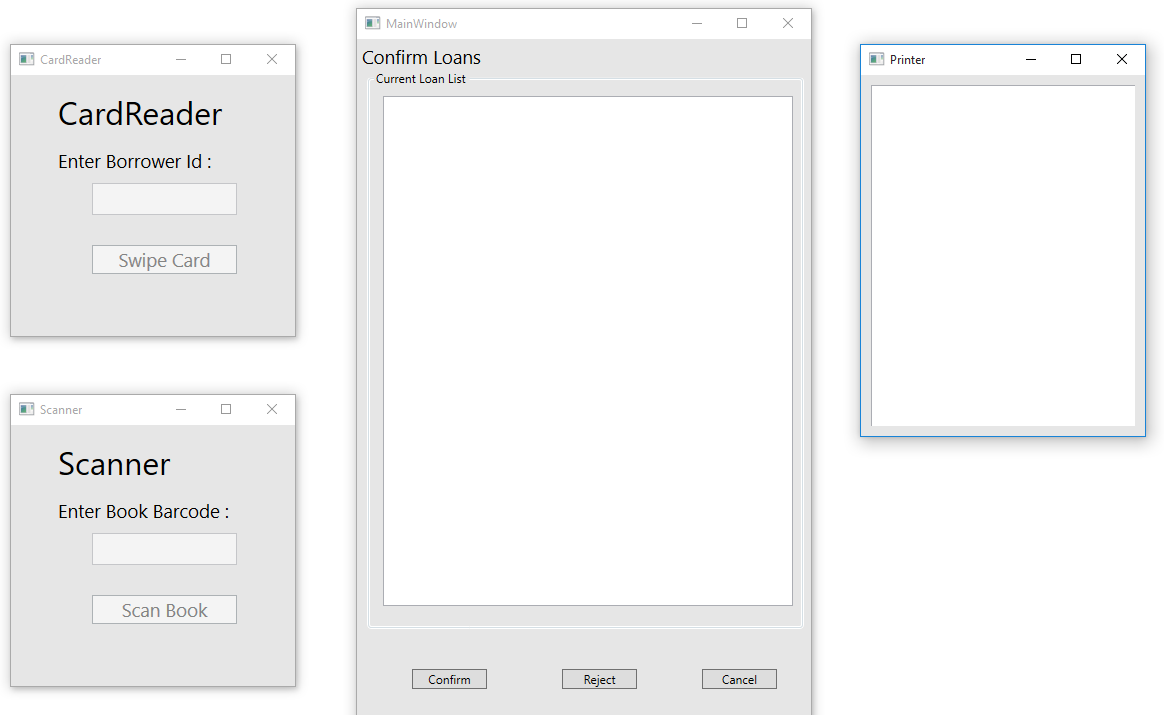 CardReader
CardReader
Enter Borrower Id :
Swipe Card
Scanner
Scanner
Enter Book Barcode :
Scan Book
MainWindow
Confirm Loans
Current Loan List
Confirm
Reject
Cancel
Printer